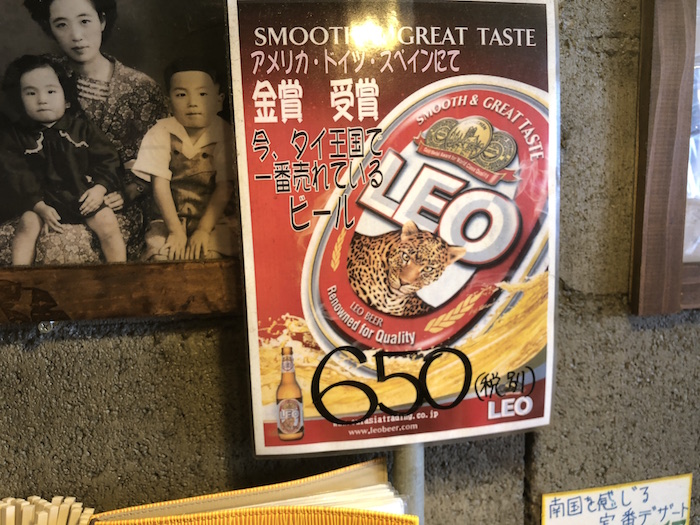 SMOOTH & GREAT TASTE
アメリカ・ドイツ・スペインにて
金賞 受賞
今、タイ王国で
一番売れている
ビール
SMOOTH & GREAT TASTE
LEO
LEO BEER
Renowned for Quality
650
(税別)
LEO
LEO
www.leobeer.com
南国を感じる
定番デザート